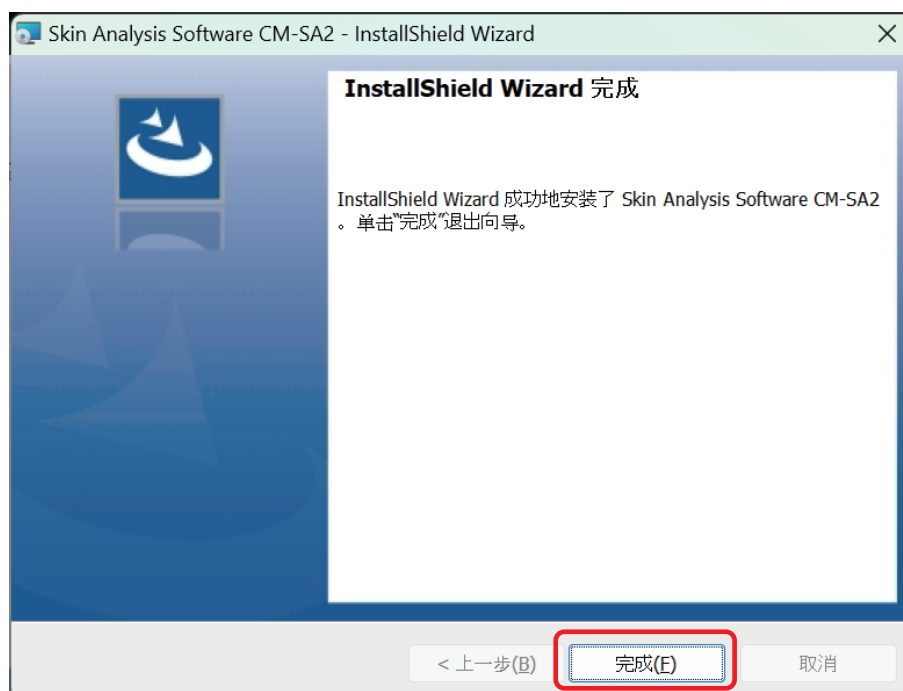 Skin Analysis Software CM-SA2 - InstallShield Wizard
InstallShield Wizard 完成
InstallShield Wizard 成功地安装了 Skin Analysis Software CM-SA2
。单击"完成"退出向导。
< 上一步(B)
完成(F)
取消